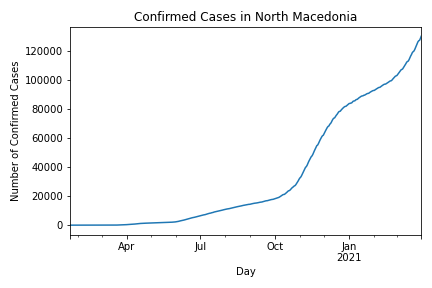 Confirmed Cases in North Macedonia
Number of Confirmed Cases
120000
100000
80000
60000
40000
20000
0
Apr
Jul
Oct
Jan
2021
Day